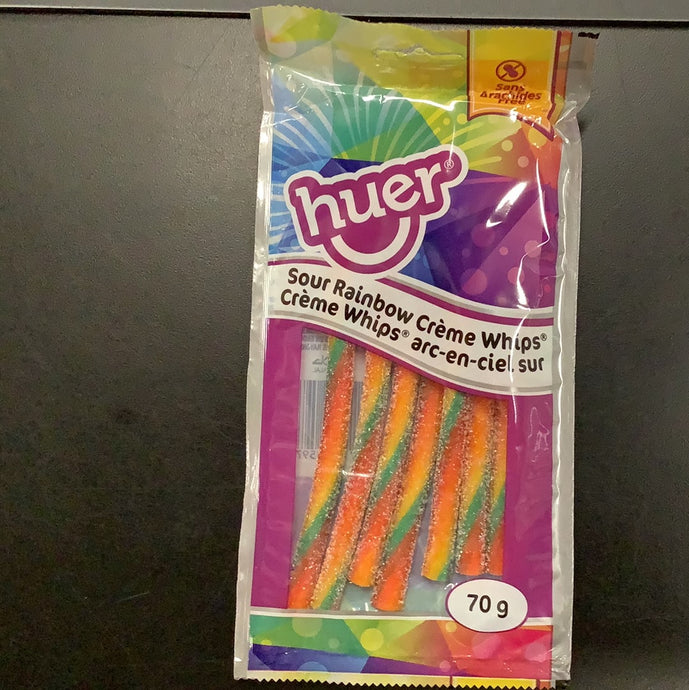 Sans
Arachides
Free
huer®
Sour Rainbow Crème Whips®
Crème Whips® arc-en-ciel sur
70 g